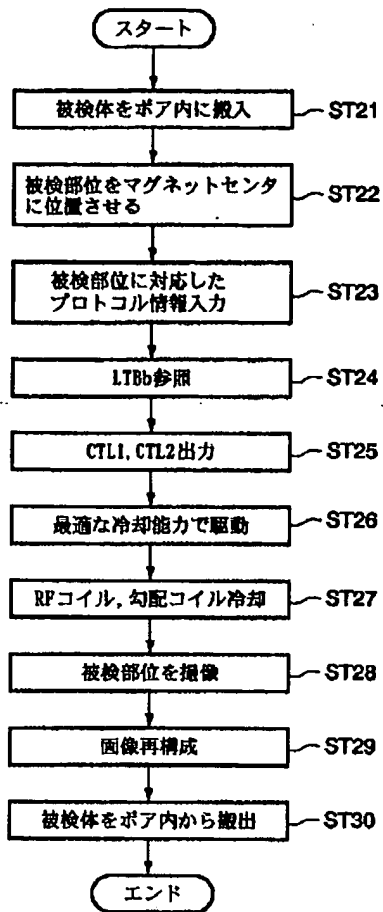 スタート
被検体をボア内に搬入
ST21
被検部位をマグネットセンタ
に位置させる
ST22
被検部位に対応した
プロトコル情報入力
ST23
LTBb参照
ST24
CTL1, CTL2出力
ST25
最適な冷却能力で駆動
ST26
RFコイル, 勾配コイル冷却
ST27
被検部位を撮像
ST28
画像再構成
ST29
被検体をボア内から搬出
ST30
エンド